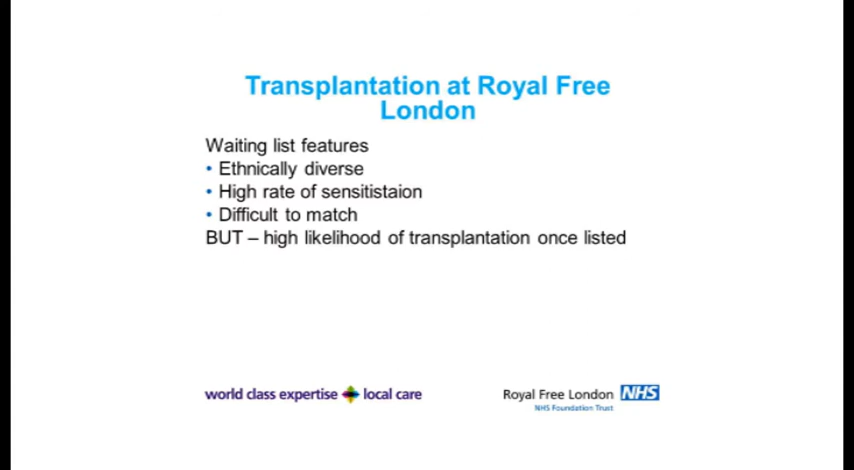 Transplantation at Royal Free
London
Waiting list features
• Ethnically diverse
• High rate of sensitistaion
• Difficult to match
BUT – high likelihood of transplantation once listed
world class expertise local care
Royal Free London NHS
NHS Foundation Trust